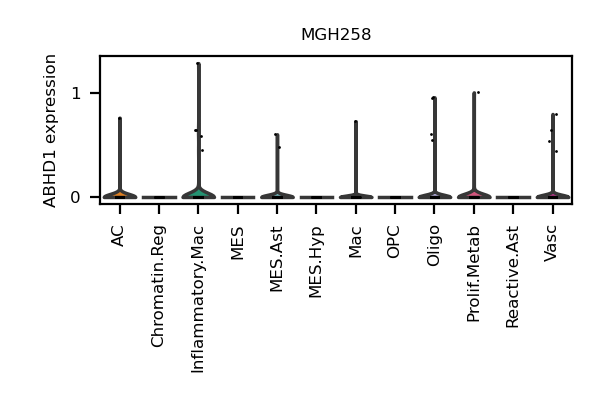 MGH258
ABHD1 expression
1
0
AC
Chromatin.Reg
Inflammatory.Mac
MES
MES.Ast
MES.Hyp
Mac
OPC
Oligo
Prolif.Metab
Reactive.Ast
Vasc